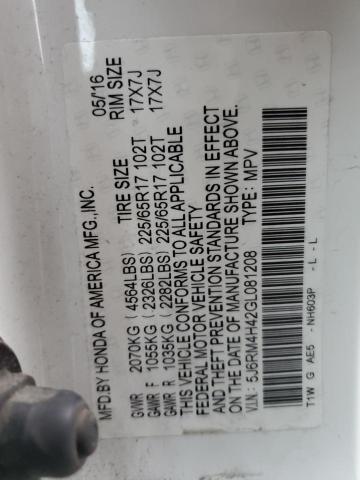 MFD.BY HONDA OF AMERICA MFG.,INC. 05/'16
TIRE SIZE RIM SIZE
GVWR 2070KG (4564LBS)
GAWR F 1055KG (2326LBS) 225/65R17 102T 17X7J
GAWR R 1035KG (2282LBS) 225/65R17 102T 17X7J
THIS VEHICLE CONFORMS TO ALL APPLICABLE
FEDERAL MOTOR VEHICLE SAFETY
AND THEFT PREVENTION STANDARDS IN EFFECT
ON THE DATE OF MANUFACTURE SHOWN ABOVE.
V.I.N.: 5J6RM4H42GL081208 TYPE: MPV
T1W G AE5 - NH603P - L - L